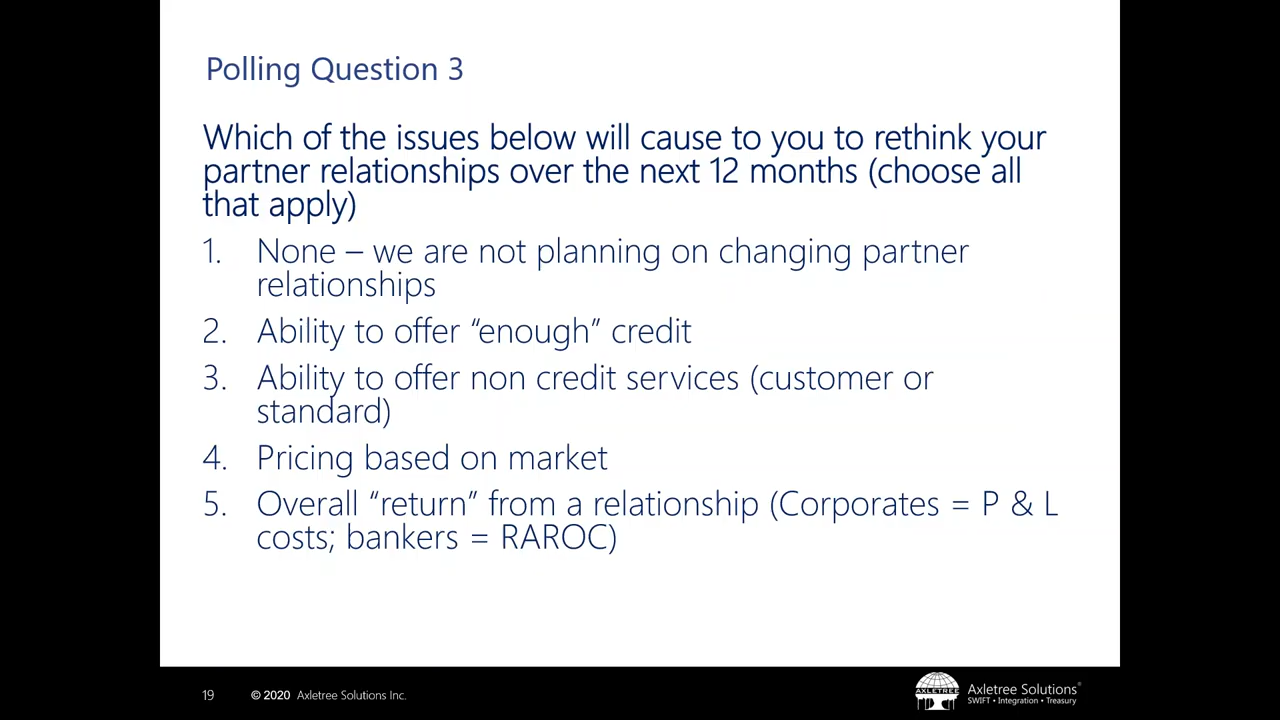 Polling Question 3
Which of the issues below will cause to you to rethink your
partner relationships over the next 12 months (choose all
that apply)
1. None – we are not planning on changing partner
relationships
2. Ability to offer “enough” credit
3. Ability to offer non credit services (customer or
standard)
4. Pricing based on market
5. Overall “return” from a relationship (Corporates = P & L
costs; bankers = RAROC)
19 © 2020 Axletree Solutions Inc.
AXLETREE
Axletree Solutions®
SWIFT • Integration • Treasury